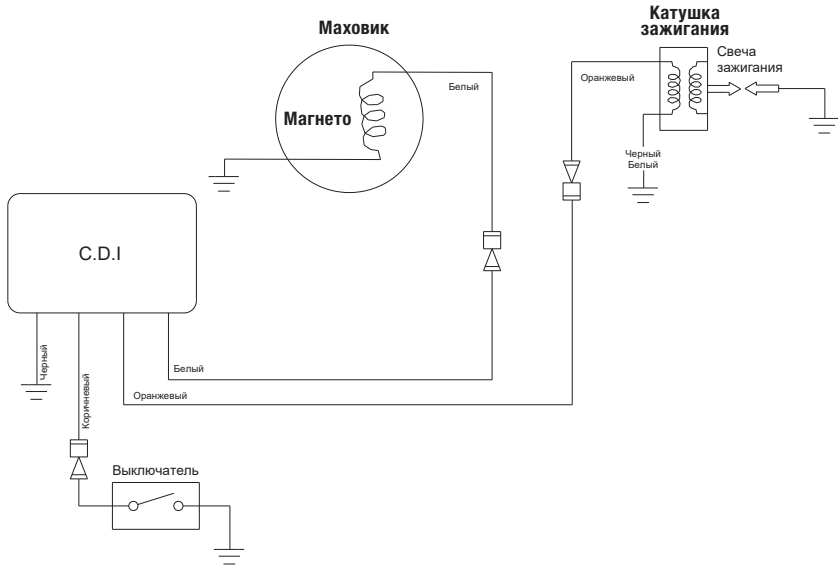 Маховик
Катушка
зажигания
Свеча
зажигания
Белый
Оранжевый
Магнето
Черный
Белый
C.D.I
Черный
Коричневый
Белый
Оранжевый
Выключатель